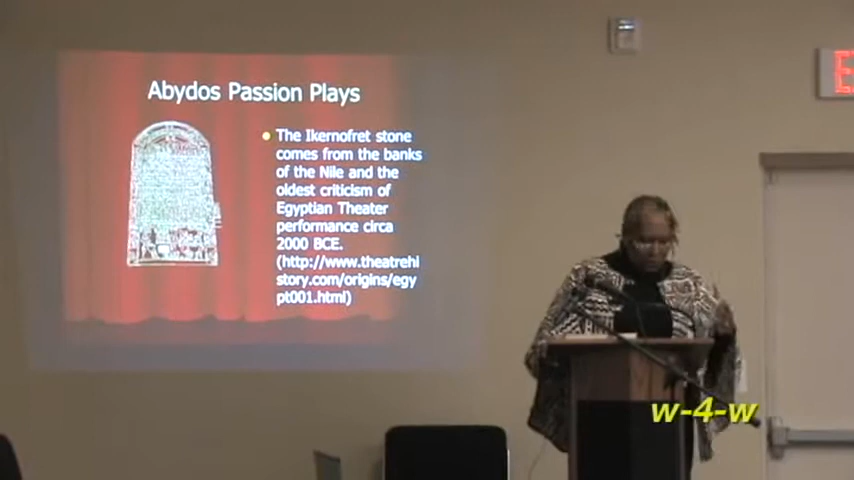 Abydos Passion Plays
The Ikernofret stone
comes from the banks
of the Nile and the
oldest criticism of
Egyptian Theater
performance circa
2000 BCE.
(http://www.theatrehi
story.com/origins/egy
pt001.html)
E
w-4-w